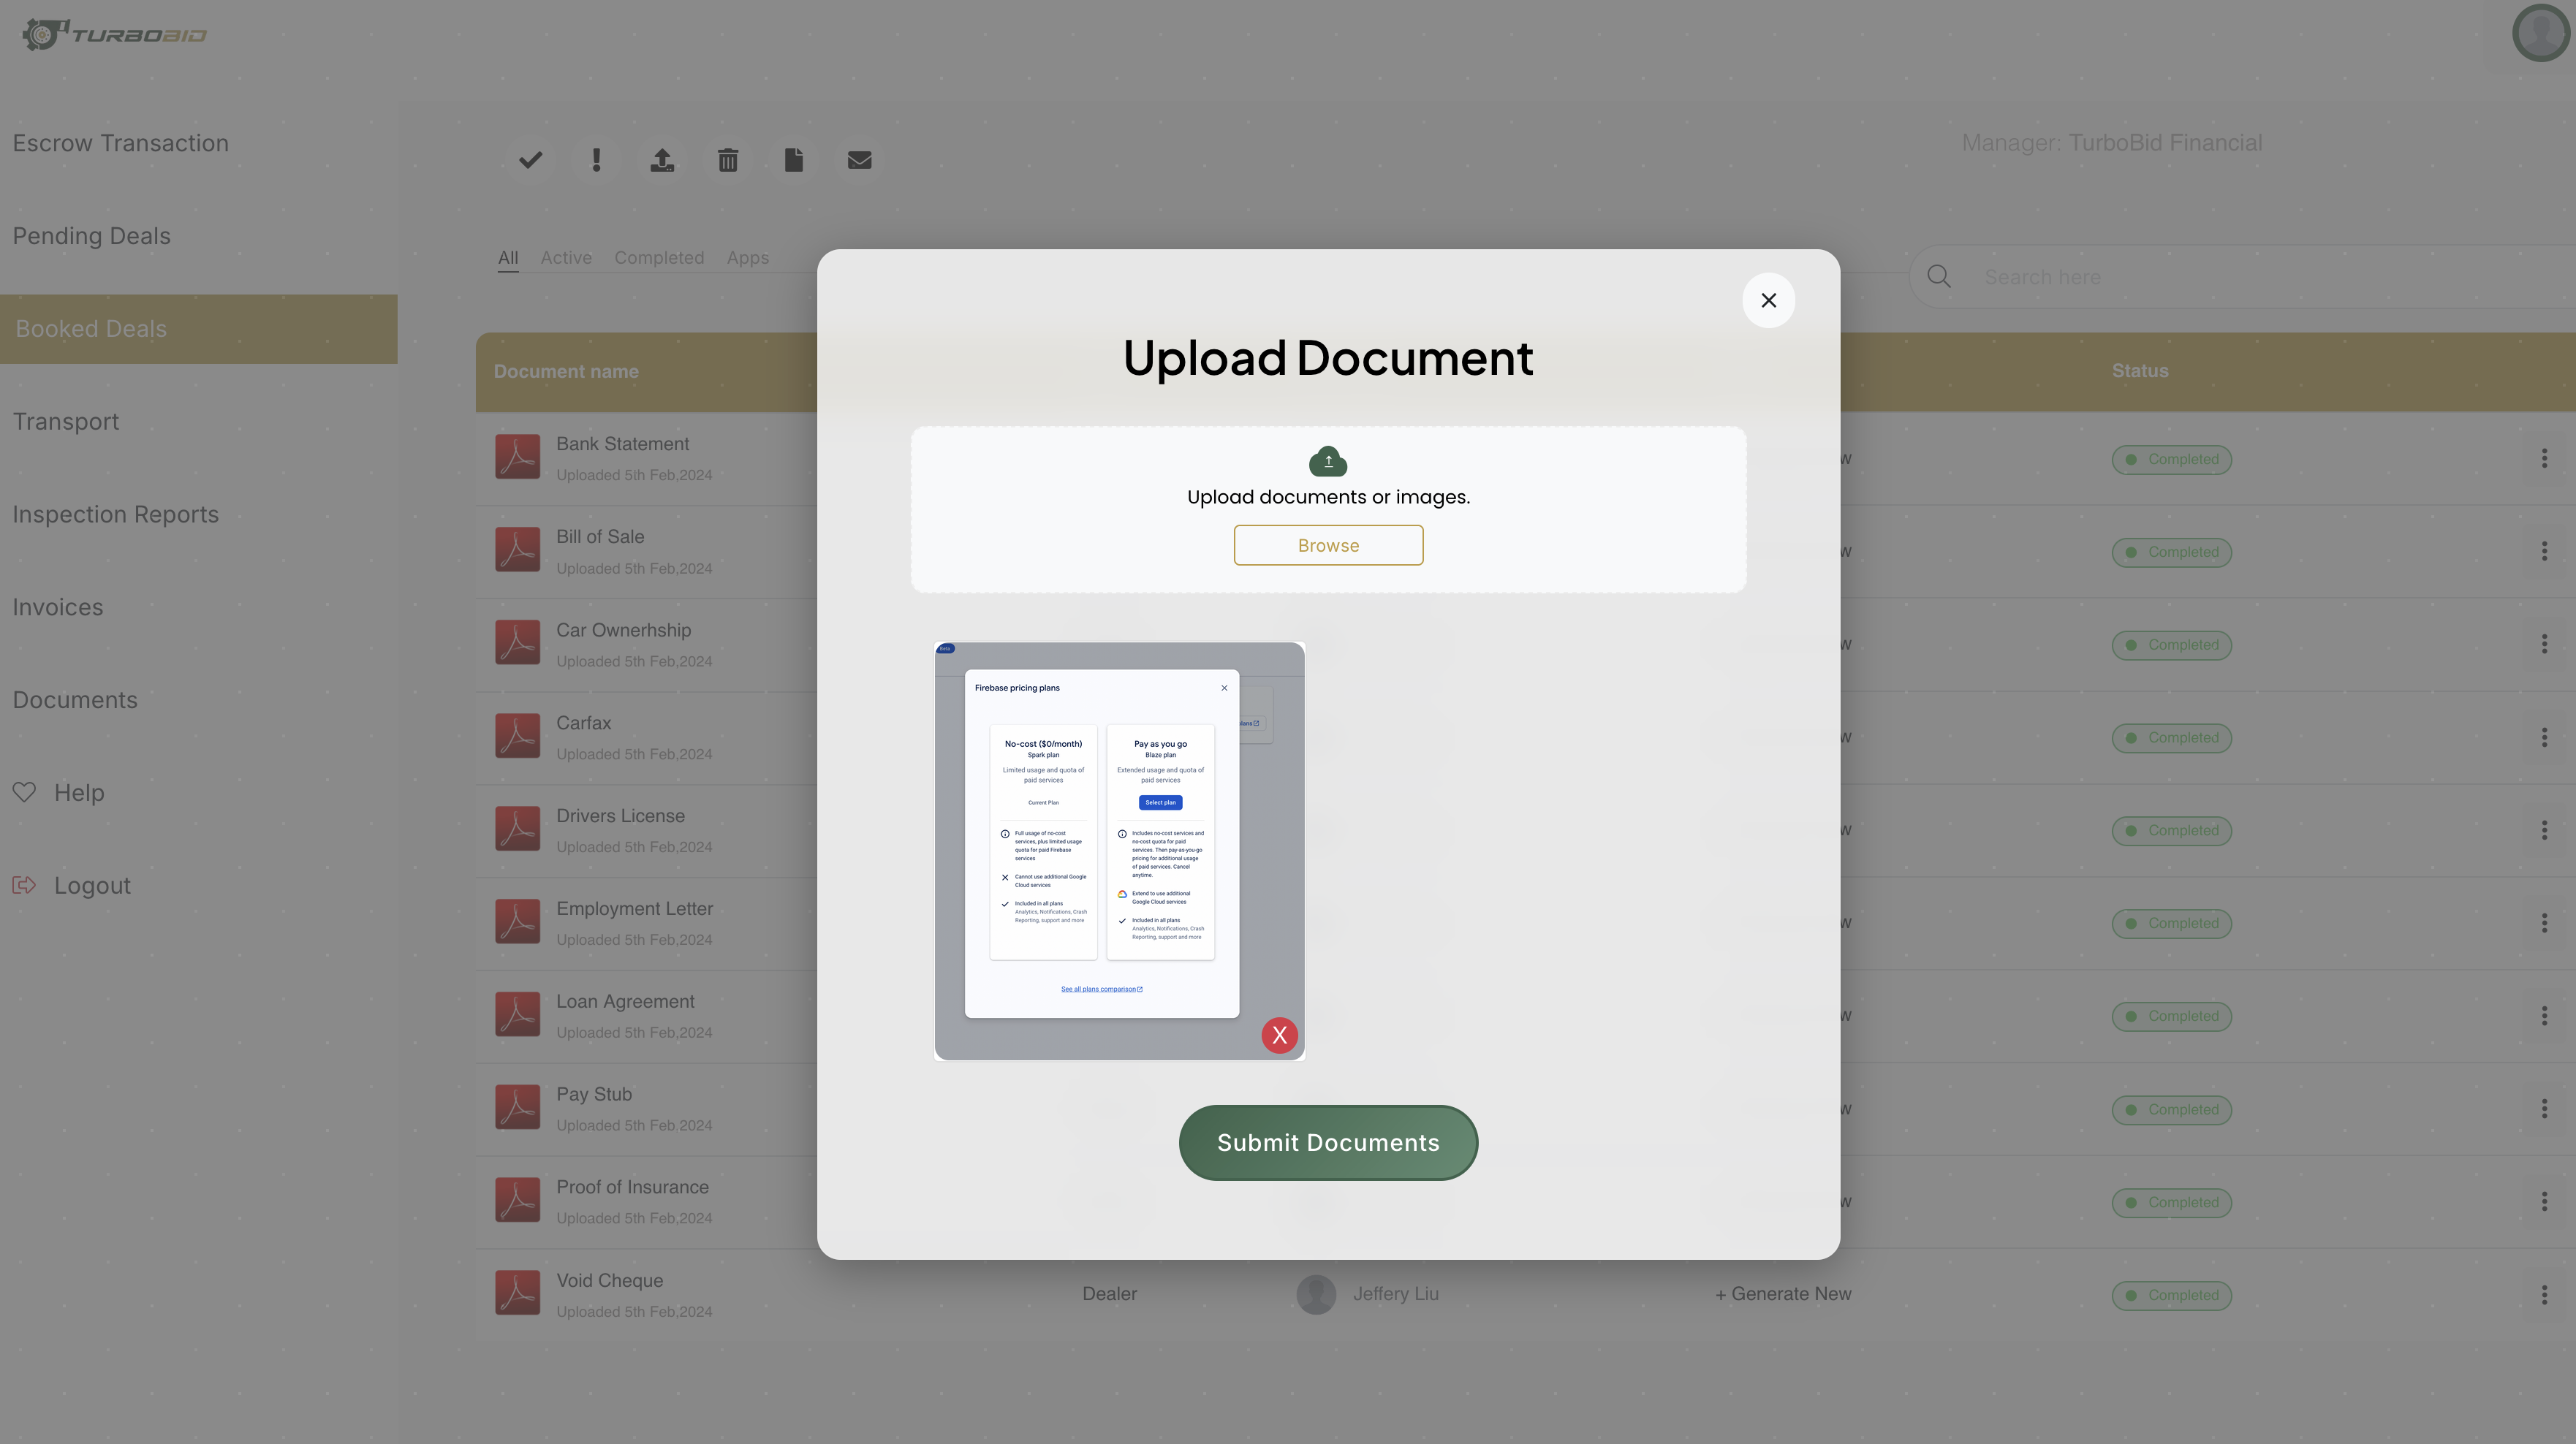 TURBOBID
Manager: TurboBid Financial
Escrow Transaction
Pending Deals
Booked Deals
Transport
Inspection Reports
Invoices
Documents
Help
Logout
All Active Completed Apps
Search here
Document name
Status
Bank Statement
Uploaded 5th Feb,2024
w
Completed
Bill of Sale
Uploaded 5th Feb,2024
w
Completed
Car Ownerhship
Uploaded 5th Feb,2024
w
Completed
Carfax
Uploaded 5th Feb,2024
w
Completed
Drivers License
Uploaded 5th Feb,2024
w
Completed
Employment Letter
Uploaded 5th Feb,2024
w
Completed
Loan Agreement
Uploaded 5th Feb,2024
w
Completed
Pay Stub
Uploaded 5th Feb,2024
w
Completed
Proof of Insurance
Uploaded 5th Feb,2024
w
Completed
Void Cheque
Uploaded 5th Feb,2024
Dealer
Jeffery Liu
+ Generate New
Completed
Upload Document
Upload documents or images.
Browse
Beta
Firebase pricing plans
plans
No-cost ($0/month)
Spark plan
Limited usage and quota of
paid services
Current Plan
Full usage of no-cost
services, plus limited usage
quota for paid Firebase
services
Cannot use additional Google
Cloud services
Included in all plans
Analytics, Notifications, Crash
Reporting, support and more
Pay as you go
Blaze plan
Extended usage and quota of
paid services
Select plan
Includes no-cost services and
no-cost quota for paid
services. Then pay-as-you-go
pricing for additional usage
of paid services. Cancel
anytime.
Extend to use additional
Google Cloud services
Included in all plans
Analytics, Notifications, Crash
Reporting, support and more
See all plans comparison
X
Submit Documents